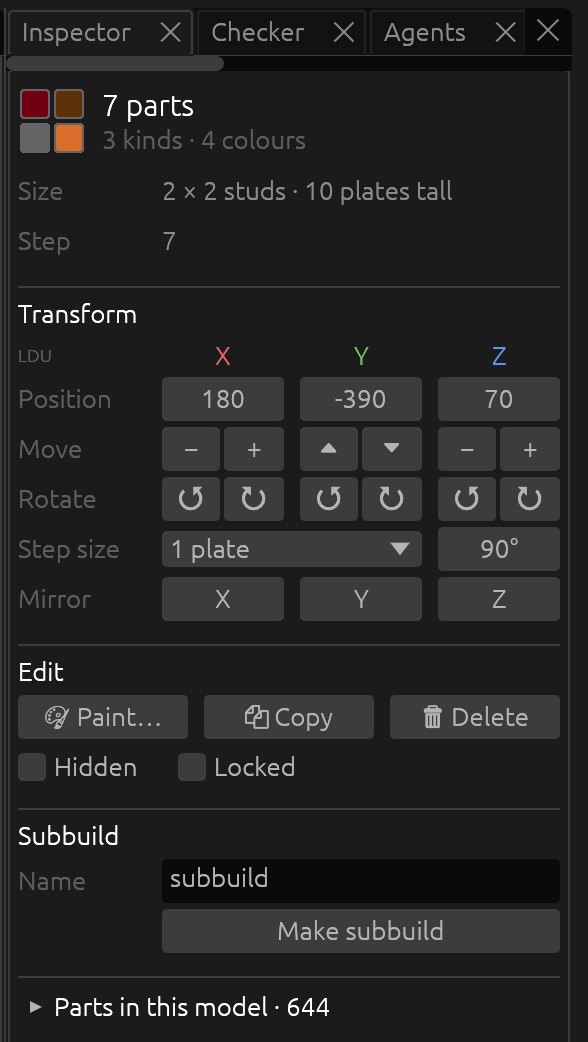 Inspector Checker Agents
7 parts
3 kinds · 4 colours
Size 2 × 2 studs · 10 plates tall
Step 7
Transform
LDU X Y Z
Position 180 -390 70
Move − + − +
Rotate
Step size 1 plate 90°
Mirror X Y Z
Edit
Paint… Copy Delete
Hidden Locked
Subbuild
Name subbuild
Make subbuild
Parts in this model · 644